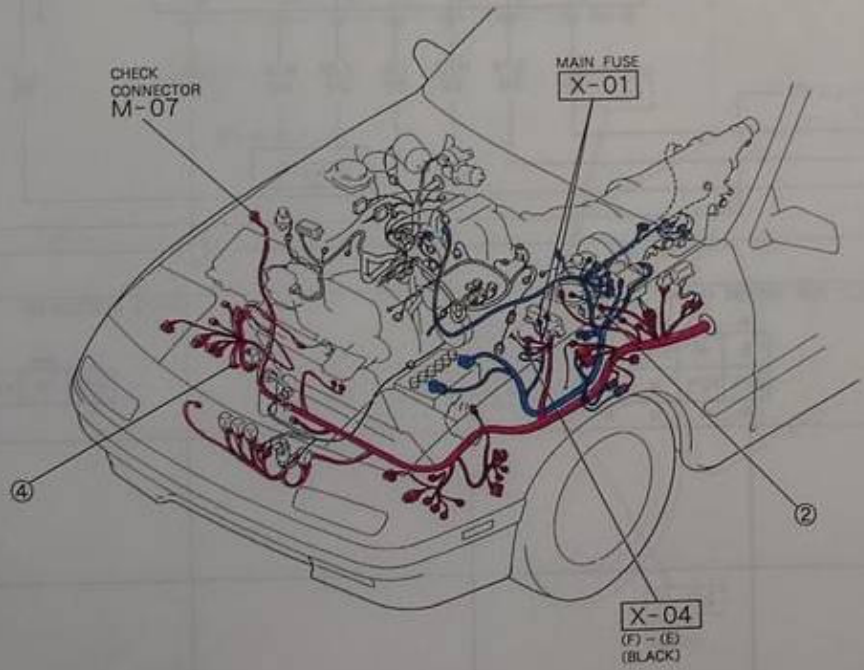 CHECK
CONNECTOR
M-07
MAIN FUSE
X-01
④
②
X-04
(F) - (E)
(BLACK)